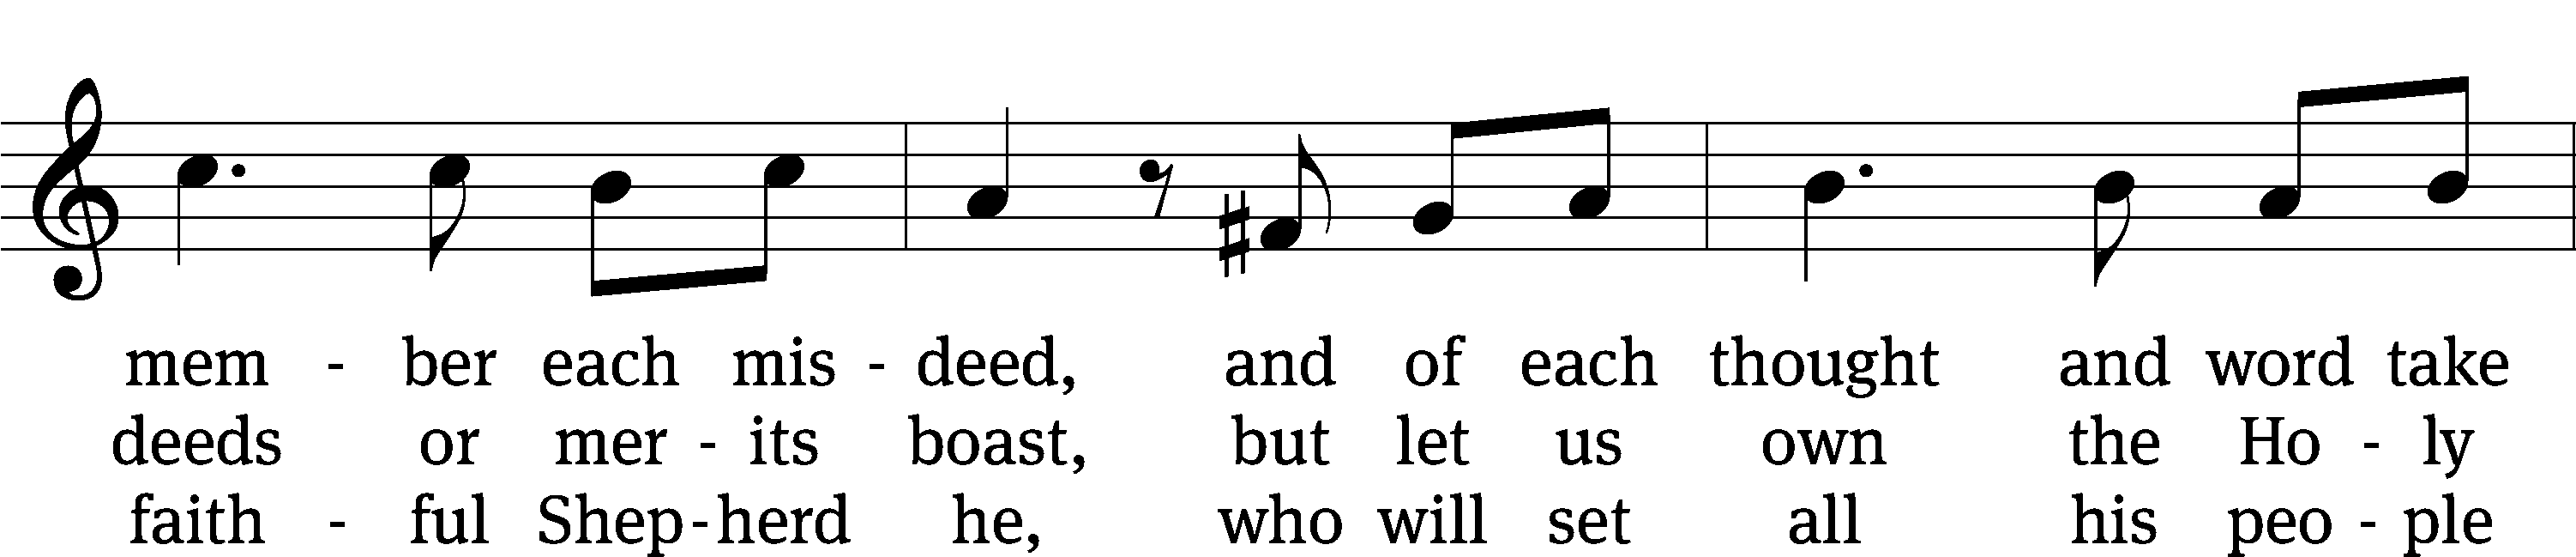 mem - ber each mis - deed, and of each thought and word take
deeds or mer - its boast, but let us own the Ho - ly
faith - ful Shep - herd he, who will set all his peo - ple